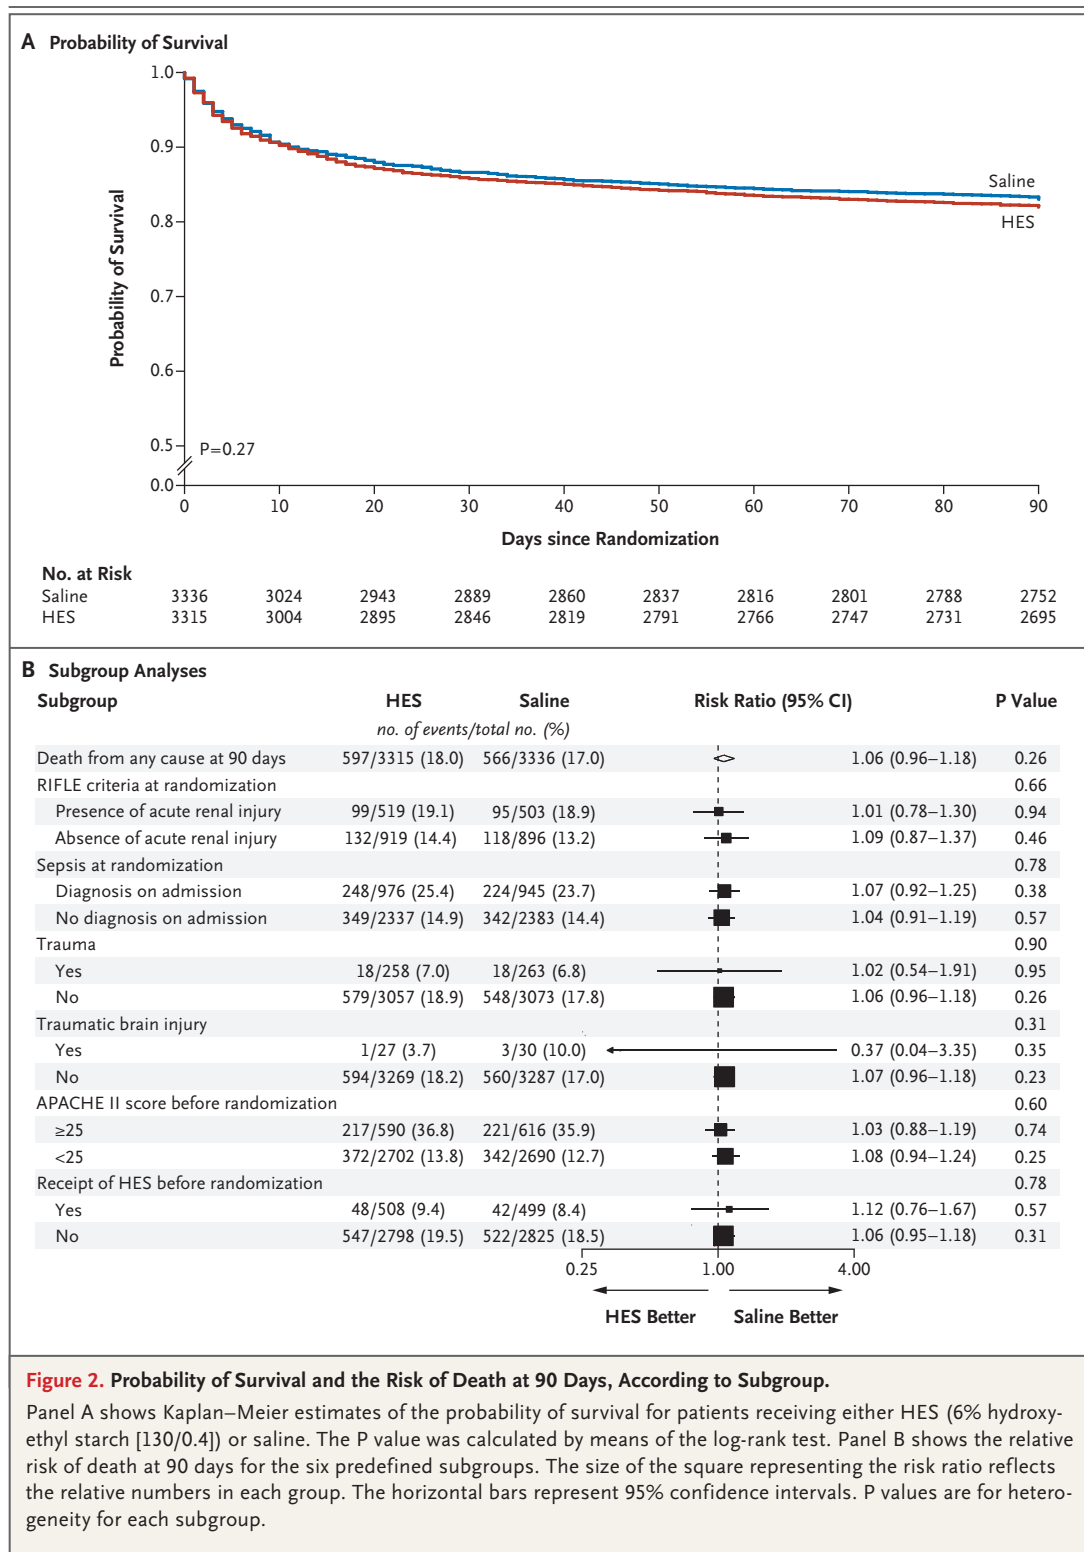 A Probability of Survival
1.0
0.9
0.8
0.7
0.6
0.5
0.0
Probability of Survival
Saline
HES
P=0.27
0 10 20 30 40 50 60 70 80 90
Days since Randomization
No. at Risk
Saline 3336 3024 2943 2889 2860 2837 2816 2801 2788 2752
HES 3315 3004 2895 2846 2819 2791 2766 2747 2731 2695
B Subgroup Analyses
Subgroup HES Saline Risk Ratio (95% CI) P Value
no. of events/total no. (%)
Death from any cause at 90 days 597/3315 (18.0) 566/3336 (17.0) 1.06 (0.96–1.18) 0.26
RIFLE criteria at randomization 0.66
Presence of acute renal injury 99/519 (19.1) 95/503 (18.9) 1.01 (0.78–1.30) 0.94
Absence of acute renal injury 132/919 (14.4) 118/896 (13.2) 1.09 (0.87–1.37) 0.46
Sepsis at randomization 0.78
Diagnosis on admission 248/976 (25.4) 224/945 (23.7) 1.07 (0.92–1.25) 0.38
No diagnosis on admission 349/2337 (14.9) 342/2383 (14.4) 1.04 (0.91–1.19) 0.57
Trauma 0.90
Yes 18/258 (7.0) 18/263 (6.8) 1.02 (0.54–1.91) 0.95
No 579/3057 (18.9) 548/3073 (17.8) 1.06 (0.96–1.18) 0.26
Traumatic brain injury 0.31
Yes 1/27 (3.7) 3/30 (10.0) 0.37 (0.04–3.35) 0.35
No 594/3269 (18.2) 560/3287 (17.0) 1.07 (0.96–1.18) 0.23
APACHE II score before randomization 0.60
≥25 217/590 (36.8) 221/616 (35.9) 1.03 (0.88–1.19) 0.74
<25 372/2702 (13.8) 342/2690 (12.7) 1.08 (0.94–1.24) 0.25
Receipt of HES before randomization 0.78
Yes 48/508 (9.4) 42/499 (8.4) 1.12 (0.76–1.67) 0.57
No 547/2798 (19.5) 522/2825 (18.5) 1.06 (0.95–1.18) 0.31
0.25 1.00 4.00
HES Better Saline Better
Figure 2. Probability of Survival and the Risk of Death at 90 Days, According to Subgroup.
Panel A shows Kaplan–Meier estimates of the probability of survival for patients receiving either HES (6% hydroxy-
ethyl starch [130/0.4]) or saline. The P value was calculated by means of the log-rank test. Panel B shows the relative
risk of death at 90 days for the six predefined subgroups. The size of the square representing the risk ratio reflects
the relative numbers in each group. The horizontal bars represent 95% confidence intervals. P values are for hetero-
geneity for each subgroup.